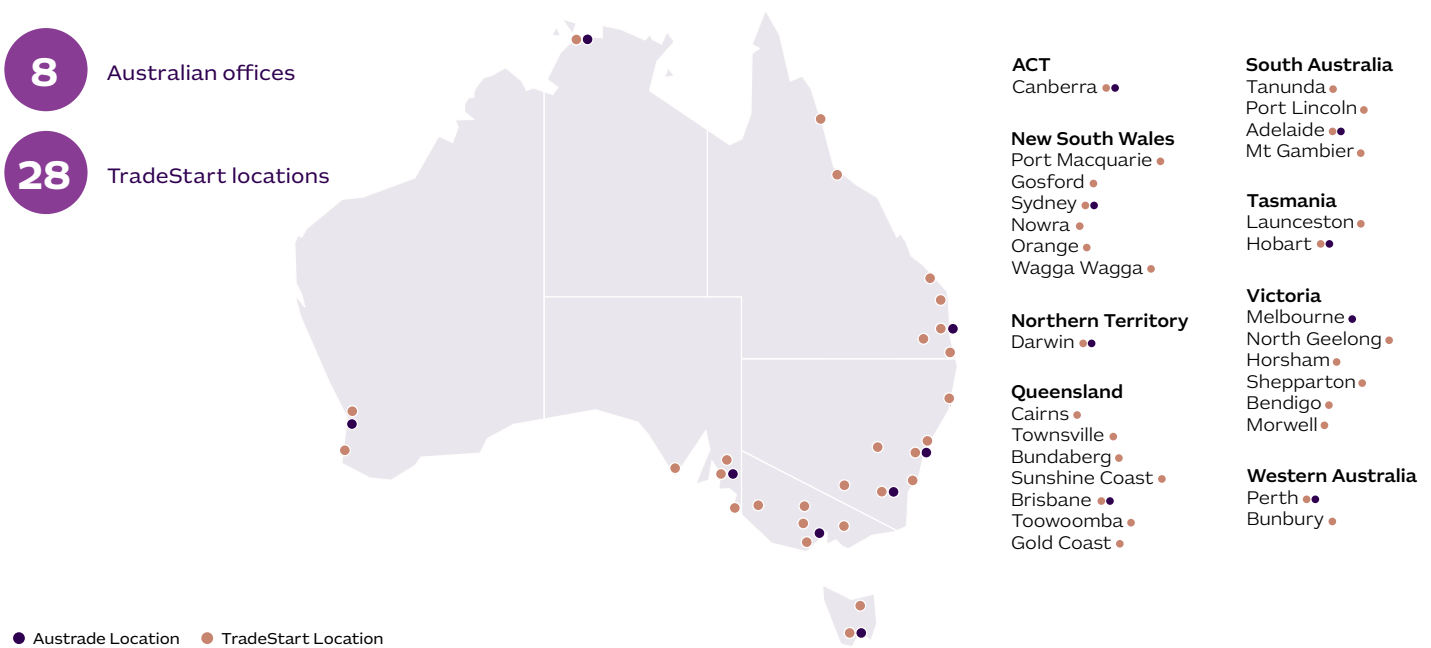 8
Australian offices
28
TradeStart locations
ACT
Canberra
New South Wales
Port Macquarie
Gosford
Sydney
Nowra
Orange
Wagga Wagga
Northern Territory
Darwin
Queensland
Cairns
Townsville
Bundaberg
Sunshine Coast
Brisbane
Toowoomba
Gold Coast
South Australia
Tanunda
Port Lincoln
Adelaide
Mt Gambier
Tasmania
Launceston
Hobart
Victoria
Melbourne
North Geelong
Horsham
Shepparton
Bendigo
Morwell
Western Australia
Perth
Bunbury
Austrade Location
TradeStart Location